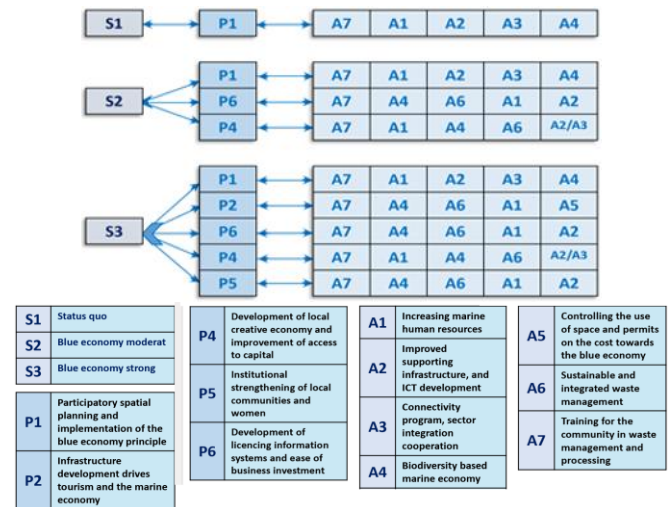 S1 P1 A7 A1 A2 A3 A4
P1 A7 A1 A2 A3 A4
S2 P6 A7 A4 A6 A1 A2
P4 A7 A1 A4 A6 A2/A3
P1 A7 A1 A2 A3 A4
P2 A7 A4 A6 A1 A5
S3 P6 A7 A4 A6 A1 A2
P4 A7 A1 A4 A6 A2/A3
P5 A7 A4 A6 A1 A2
S1 Status quo
S2 Blue economy moderat
S3 Blue economy strong
P1
Participatory spatial
planning and
implementation of the
blue economy principle
P2
Infrastructure
development drives
tourism and the marine
economy
P4
Development of local
creative economy and
improvement of access
to capital
P5
Institutional
strengthening of local
communities and
women
P6
Development of
licencing information
systems and ease of
business investment
A1
Increasing marine
human resources
A2
Improved
supporting
infrastructure, and
ICT development
A3
Connectivity
program, sector
integration
cooperation
A4
Biodiversity based
marine economy
A5
Controlling the use
of space and permits
on the cost towards
the blue economy
A6
Sustainable and
integrated waste
management
A7
Training for the
community in waste
management and
processing